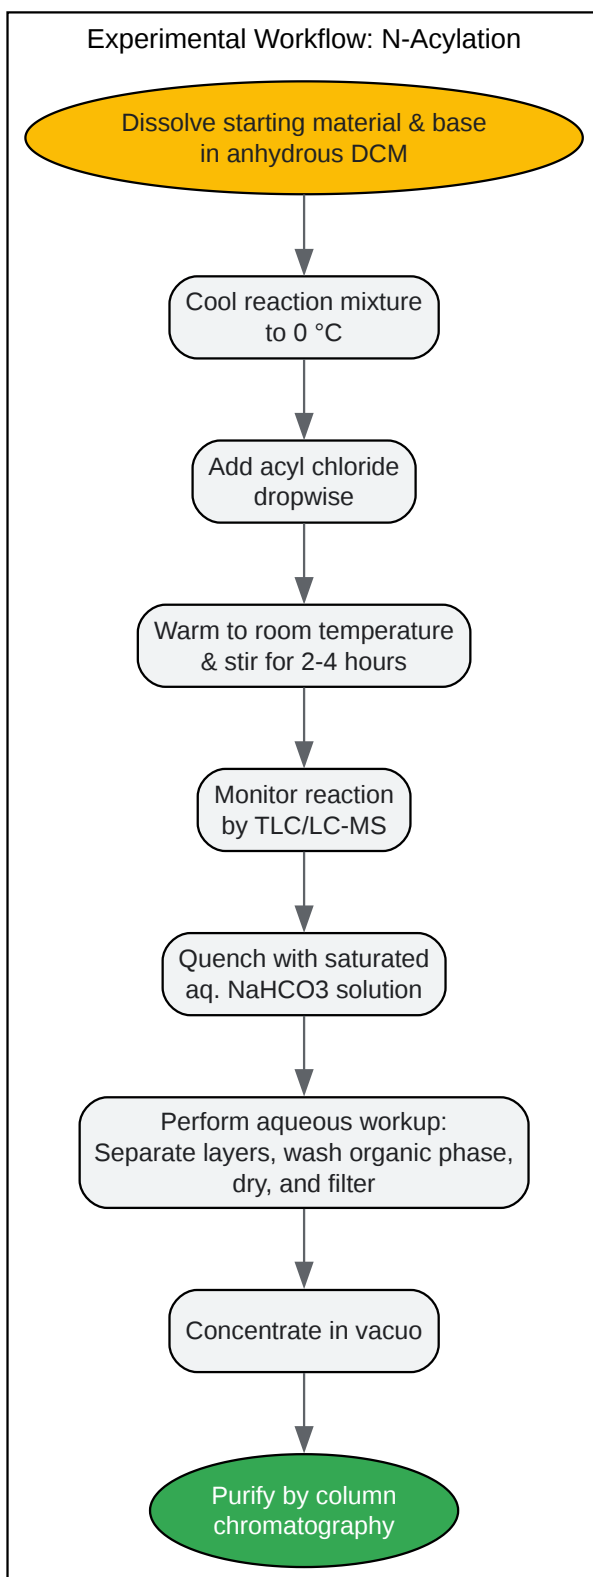 Experimental Workflow: N-Acylation
Dissolve starting material & base
in anhydrous DCM
Cool reaction mixture
to 0 °C
Add acyl chloride
dropwise
Warm to room temperature
& stir for 2-4 hours
Monitor reaction
by TLC/LC-MS
Quench with saturated
aq. NaHCO3 solution
Perform aqueous workup:
Separate layers, wash organic phase,
dry, and filter
Concentrate in vacuo
Purify by column
chromatography